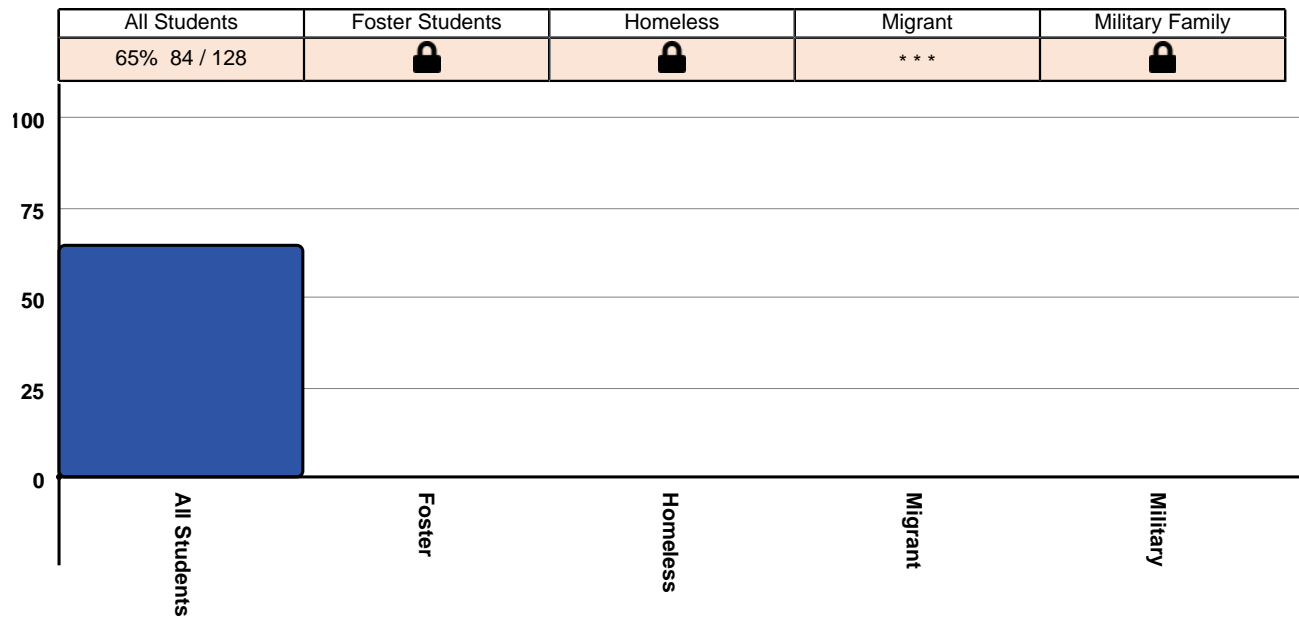 All Students Foster Students Homeless Migrant Military Family
65% 84 / 128 * * *
100
75
50
25
0
All Students Foster Homeless Migrant Military